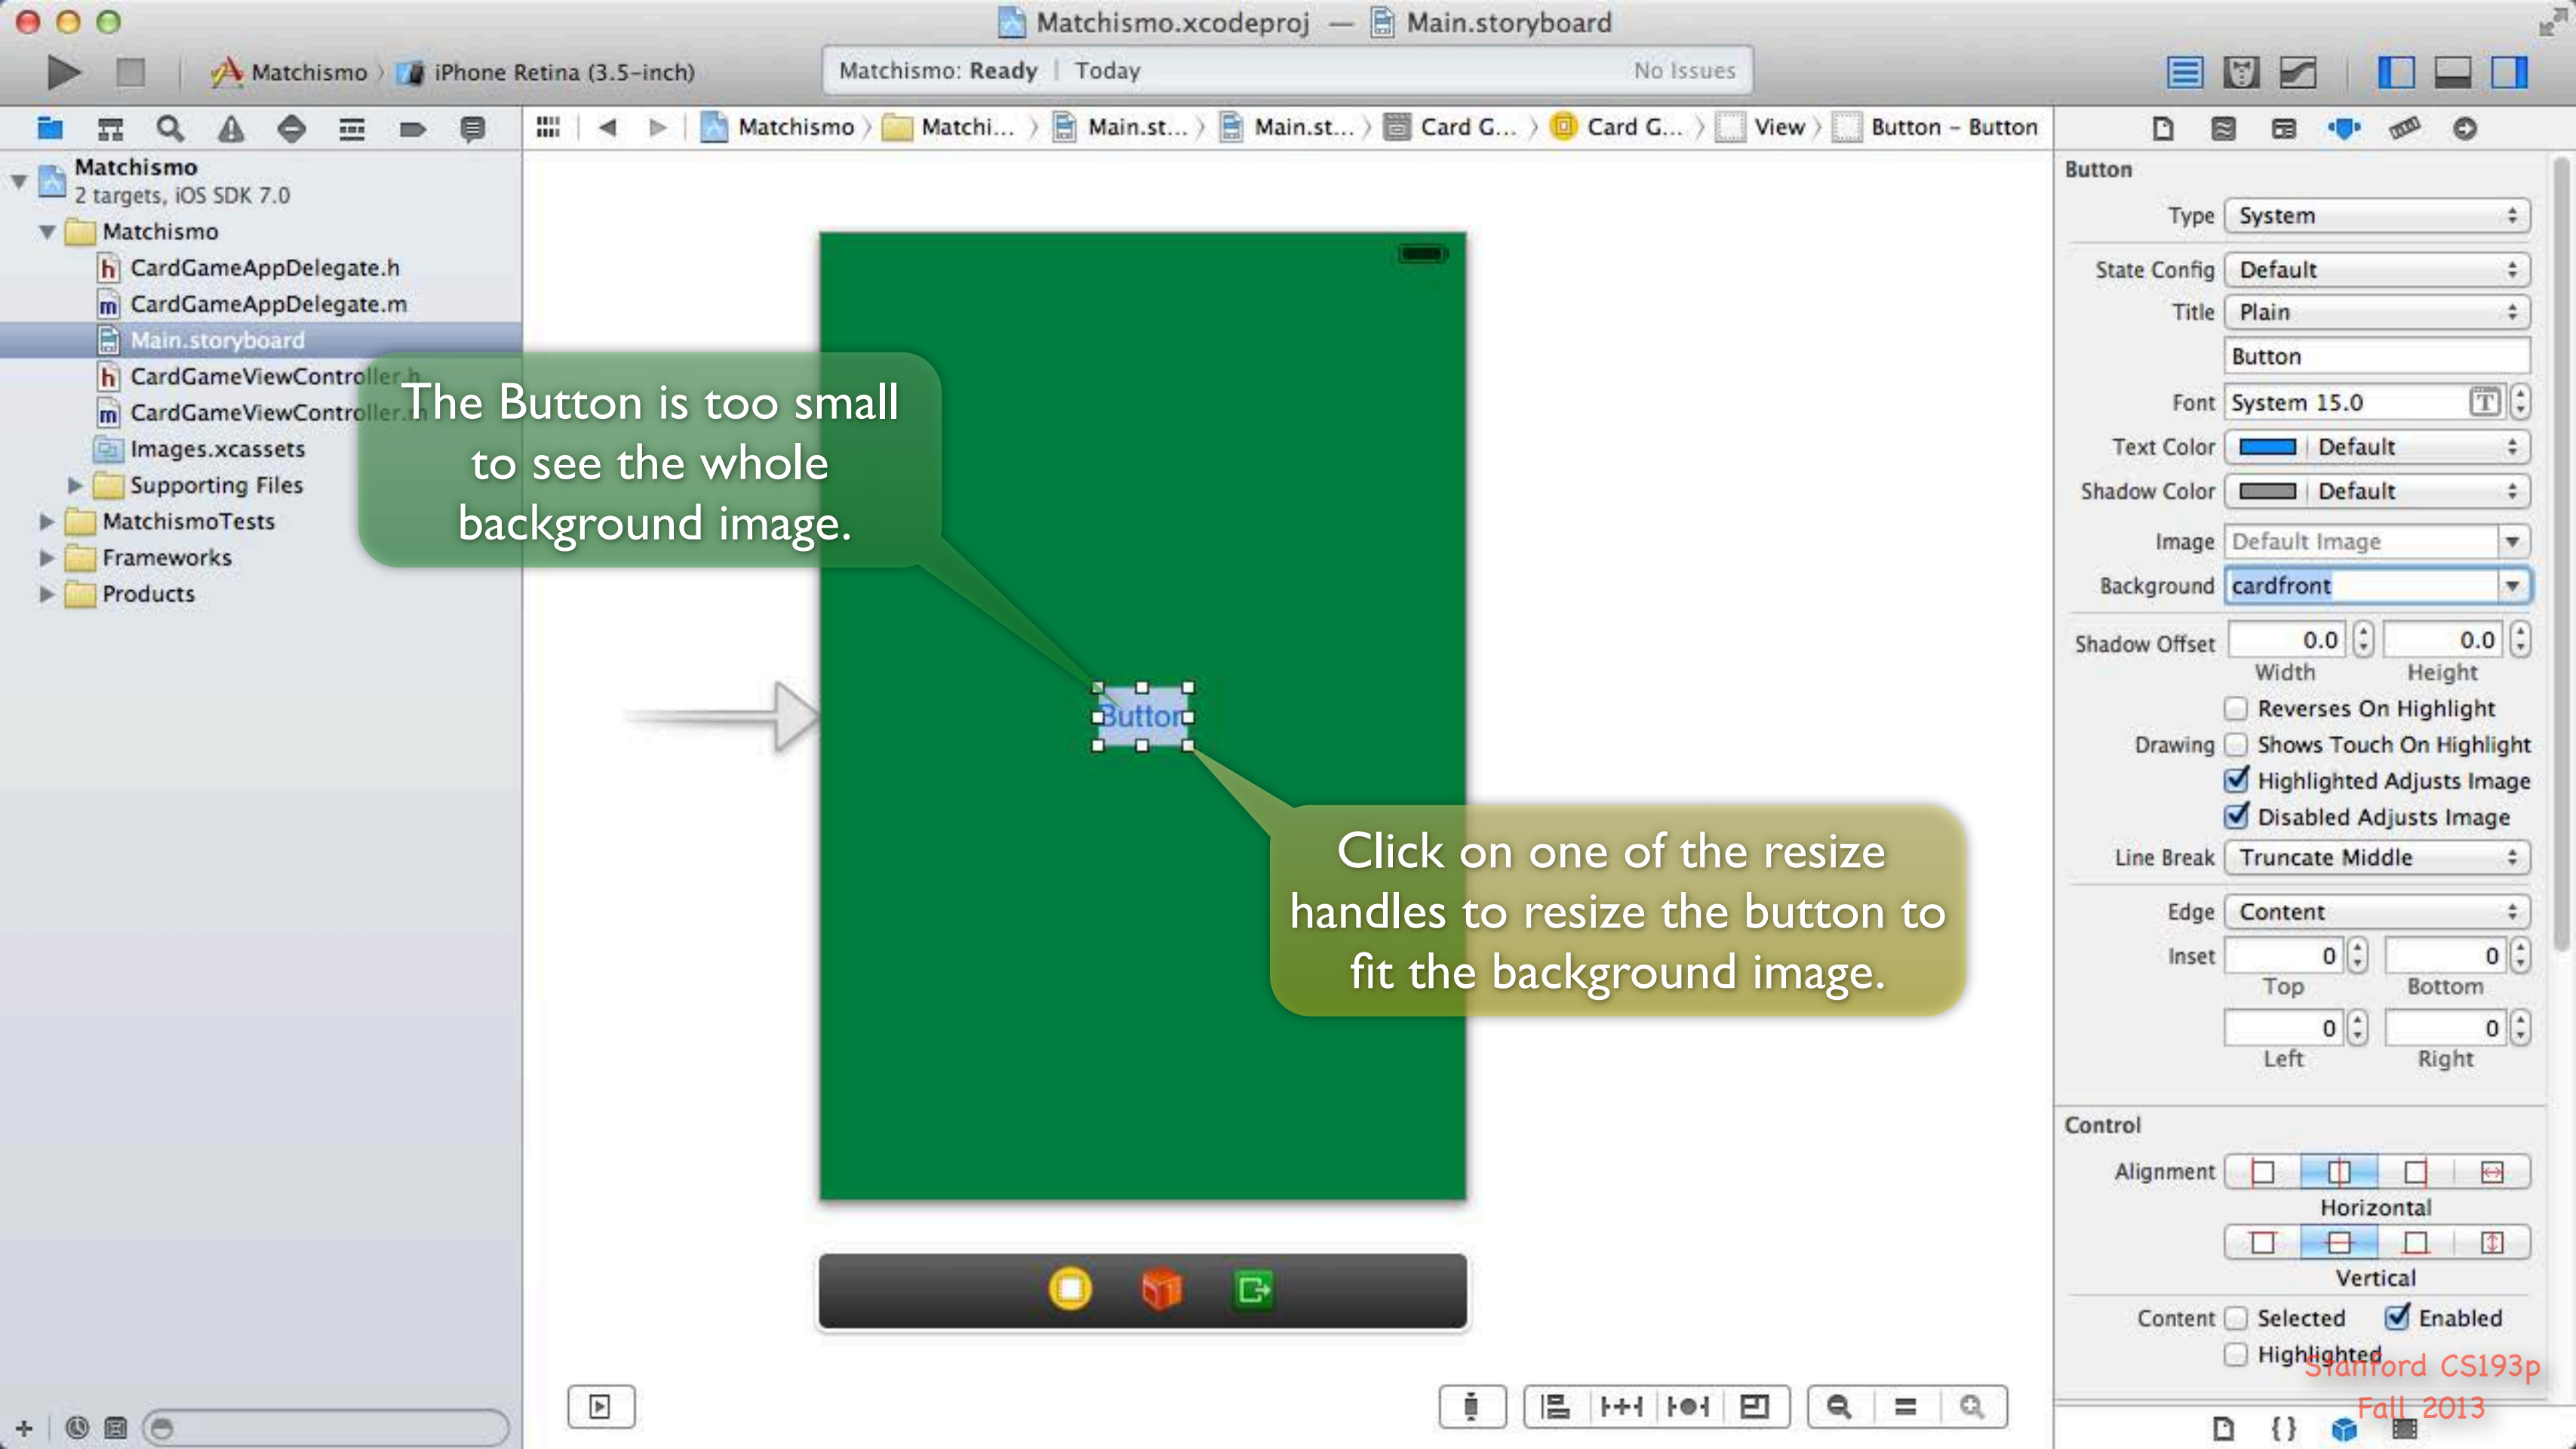 Matchismo.xcodeproj — Main.storyboard
Matchismo
iPhone Retina (3.5-inch)
Matchismo: Ready | Today
No Issues
Matchismo
Matchi...
Main.st...
Main.st...
Card G...
Card G...
View
Button – Button
Matchismo
2 targets, iOS SDK 7.0
Matchismo
h CardGameAppDelegate.h
m CardGameAppDelegate.m
Main.storyboard
h CardGameViewController.h
m CardGameViewController.m
Images.xcassets
Supporting Files
MatchismoTests
Frameworks
Products
The Button is too small
to see the whole
background image.
Button
Click on one of the resize
handles to resize the button to
fit the background image.
Button
Type System
State Config Default
Title Plain
Button
Font System 15.0 T
Text Color Default
Shadow Color Default
Image Default Image
Background cardfront
Shadow Offset 0.0 0.0
Width Height
Reverses On Highlight
Drawing Shows Touch On Highlight
Highlighted Adjusts Image
Disabled Adjusts Image
Line Break Truncate Middle
Edge Content
Inset 0 0
Top Bottom
0 0
Left Right
Control
Alignment
Horizontal
Vertical
Content Selected Enabled
Highlighted
Stanford CS193p
Fall 2013
{}